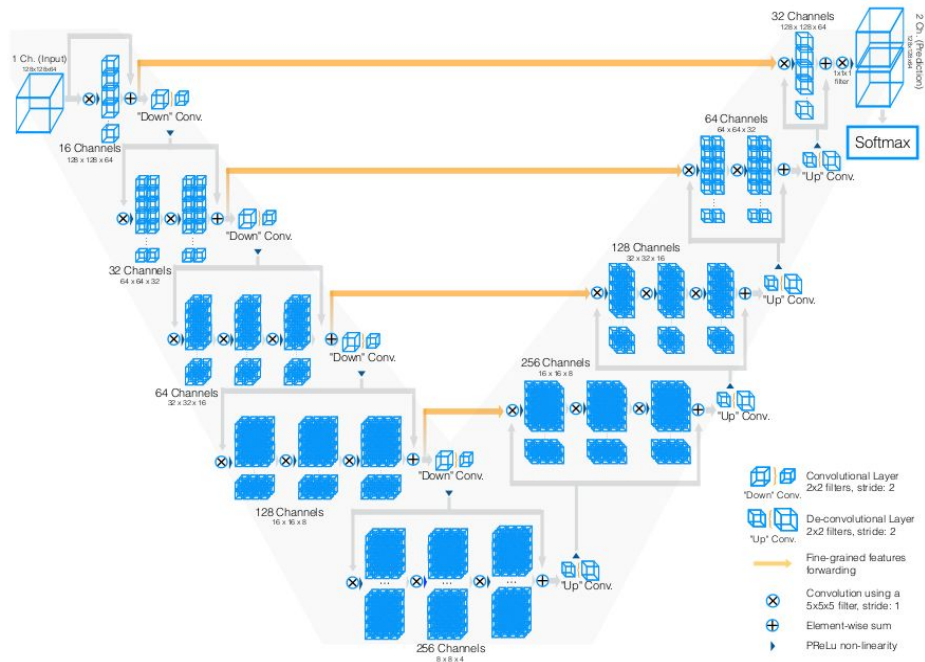 1 Ch. (Input)
128x128x64
"Down" Conv.
16 Channels
128 x 128 x 64
"Down" Conv.
32 Channels
64 x 64 x 32
"Down" Conv.
64 Channels
32 x 32 x 16
"Down" Conv.
128 Channels
16 x 16 x 8
...
...
...
"Up" Conv.
256 Channels
8 x 8 x 4
256 Channels
16 x 16 x 8
"Up" Conv.
128 Channels
32 x 32 x 16
"Up" Conv.
64 Channels
64 x 64 x 32
"Up" Conv.
32 Channels
128 x 128 x 64
1x1x1
filter
2 Ch. (Prediction)
128x128x64
Softmax
"Down" Conv.
Convolutional Layer
2x2 filters, stride: 2
"Up" Conv.
De-convolutional Layer
2x2 filters, stride: 2
Fine-grained features
forwarding
Convolution using a
5x5x5 filter, stride: 1
Element-wise sum
PReLu non-linearity